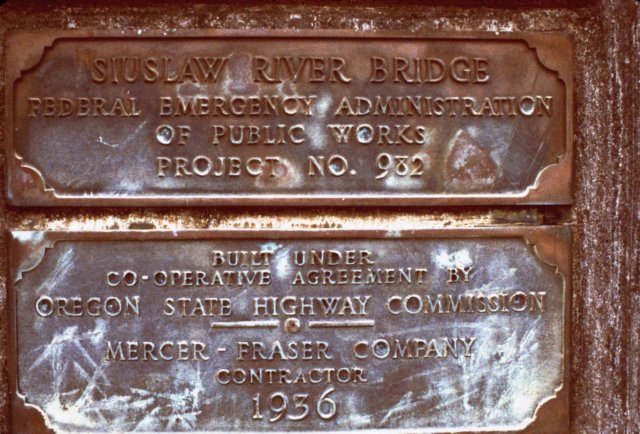 SIUSLAW RIVER BRIDGE
FEDERAL EMERGENCY ADMINISTRATION
OF PUBLIC WORKS
PROJECT NO. 982
BUILT UNDER
CO-OPERATIVE AGREEMENT BY
OREGON STATE HIGHWAY COMMISSION
MERCER-FRASER COMPANY
CONTRACTOR
1936